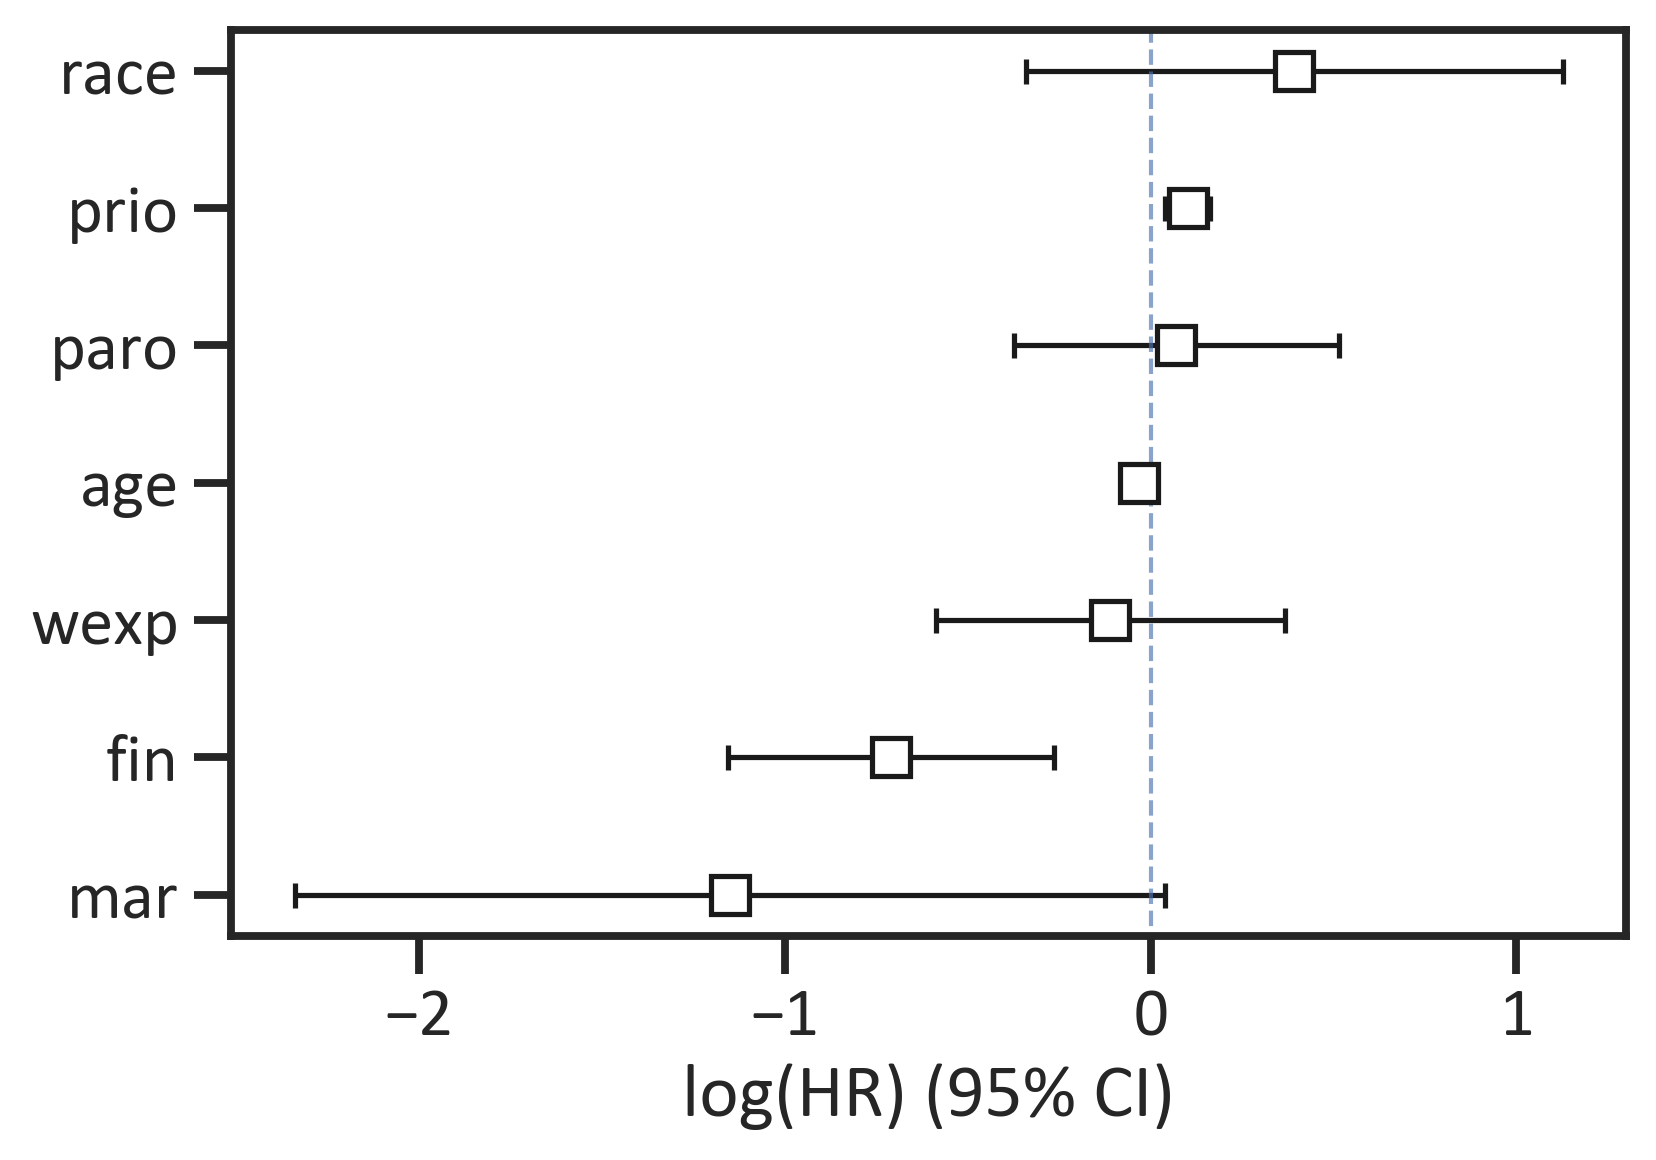 race
prio
paro
age
wexp
fin
mar
−2 −1 0 1
log(HR) (95% CI)